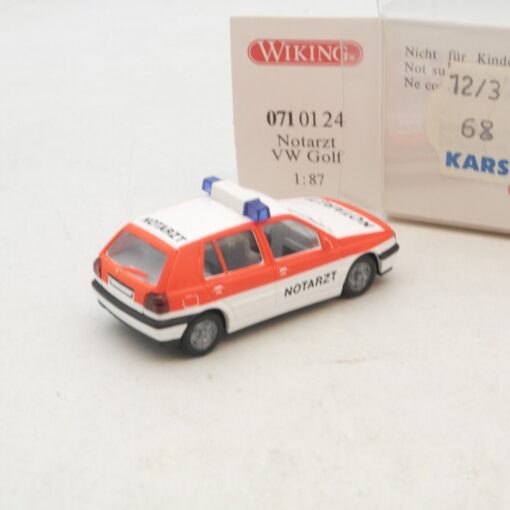 WIKING
071 01 24
Notarzt
VW Golf
1:87
Nicht für Kinde
Not su
Ne co
12/3
68
KARS
NOTARZT
NOTARZT
NOTARZT